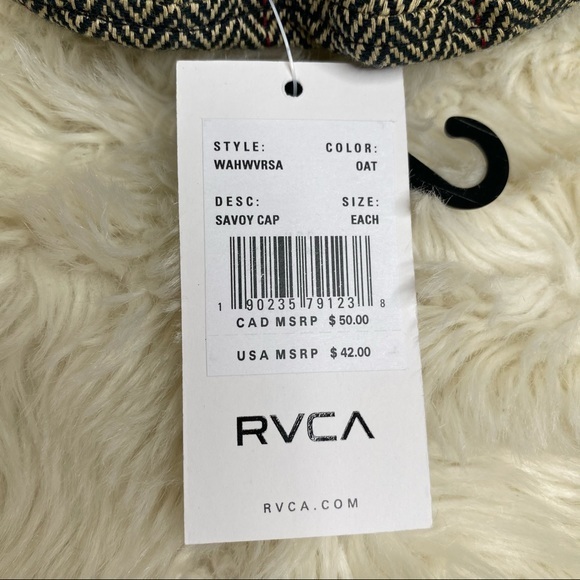 STYLE: COLOR:
WAHWVRSA OAT
DESC: SIZE:
SAVOY CAP EACH
1 90235 79123 8
CAD MSRP $50.00
USA MSRP $42.00
RVCA
RVCA.COM